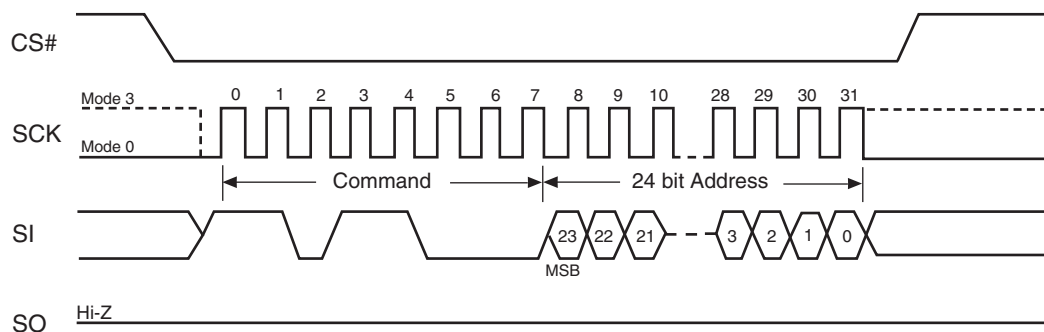 CS#
Mode 3
0 1 2 3 4 5 6 7 8 9 10 28 29 30 31
SCK
Mode 0
Command 24 bit Address
SI
23 22 21 3 2 1 0
MSB
Hi-Z
SO